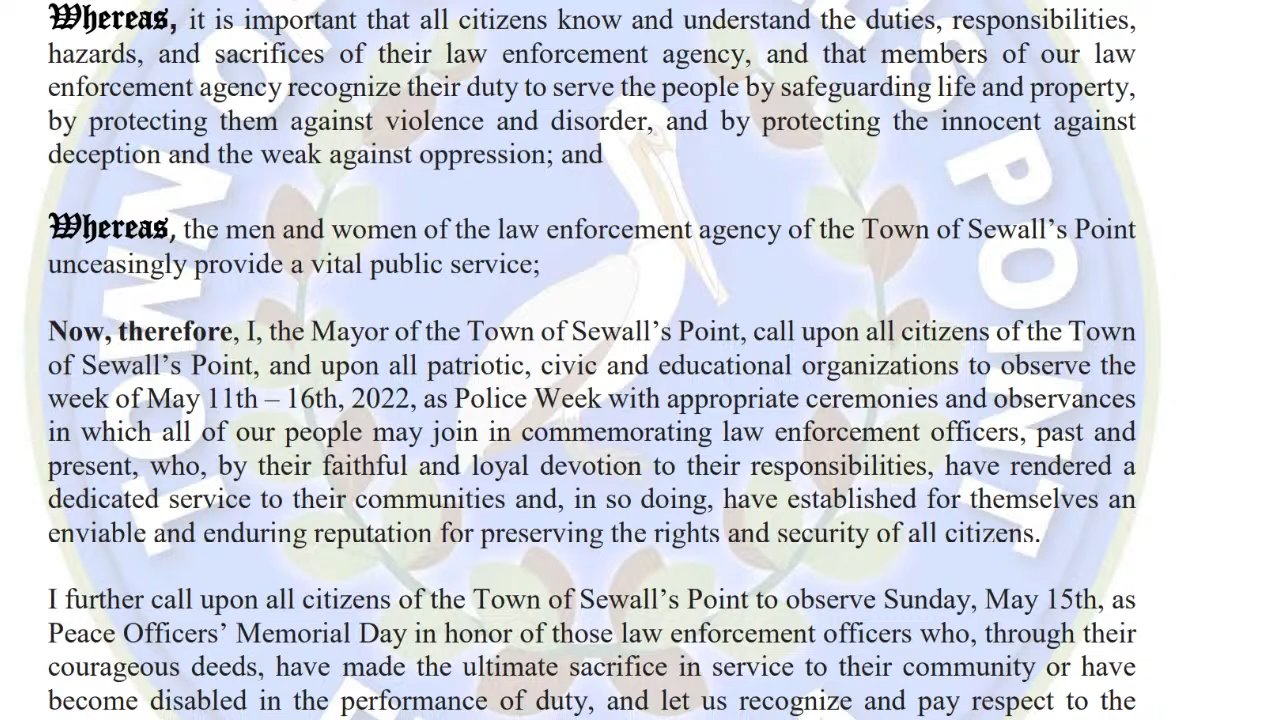 Whereas, it is important that all citizens know and understand the duties, responsibilities,
hazards, and sacrifices of their law enforcement agency, and that members of our law
enforcement agency recognize their duty to serve the people by safeguarding life and property,
by protecting them against violence and disorder, and by protecting the innocent against
deception and the weak against oppression; and
Whereas, the men and women of the law enforcement agency of the Town of Sewall’s Point
unceasingly provide a vital public service;
Now, therefore, I, the Mayor of the Town of Sewall’s Point, call upon all citizens of the Town
of Sewall’s Point, and upon all patriotic, civic and educational organizations to observe the
week of May 11th – 16th, 2022, as Police Week with appropriate ceremonies and observances
in which all of our people may join in commemorating law enforcement officers, past and
present, who, by their faithful and loyal devotion to their responsibilities, have rendered a
dedicated service to their communities and, in so doing, have established for themselves an
enviable and enduring reputation for preserving the rights and security of all citizens.
I further call upon all citizens of the Town of Sewall’s Point to observe Sunday, May 15th, as
Peace Officers’ Memorial Day in honor of those law enforcement officers who, through their
courageous deeds, have made the ultimate sacrifice in service to their community or have
become disabled in the performance of duty, and let us recognize and pay respect to the
TOWN O
S POINT